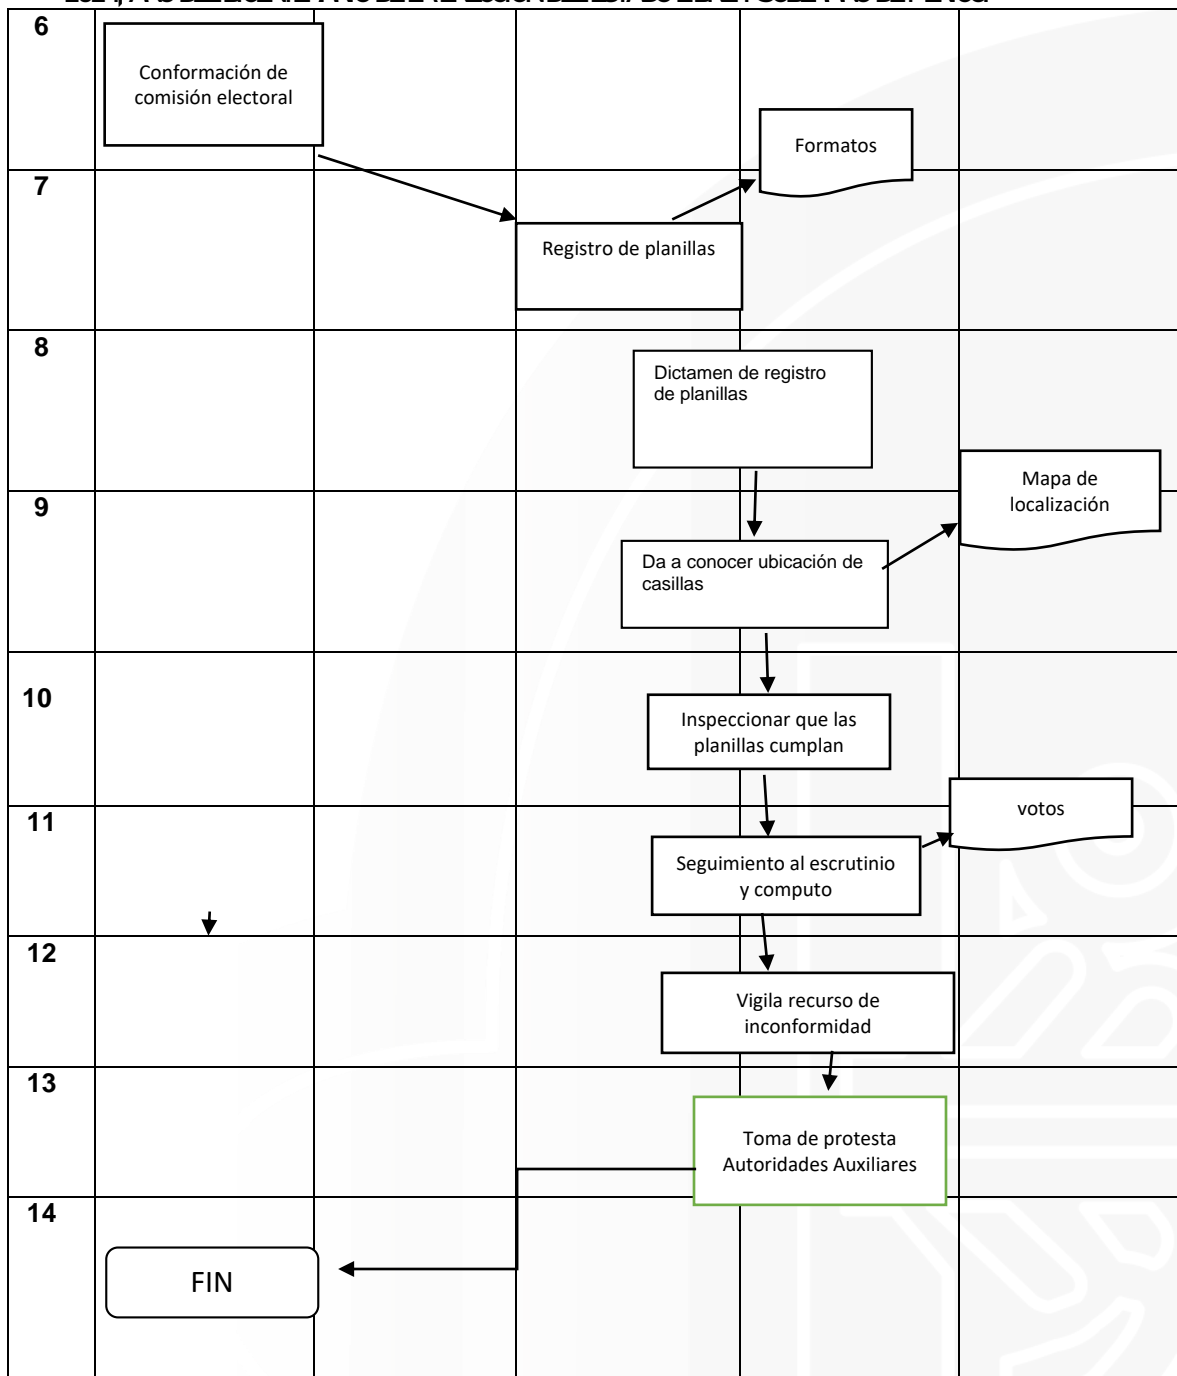 6
Conformación de
comisión electoral
Formatos
7
Registro de planillas
8
Dictamen de registro
de planillas
Mapa de
localización
9
Da a conocer ubicación de
casillas
10
Inspeccionar que las
planillas cumplan
votos
11
Seguimiento al escrutinio
y computo
12
Vigila recurso de
inconformidad
13
Toma de protesta
Autoridades Auxiliares
14
FIN